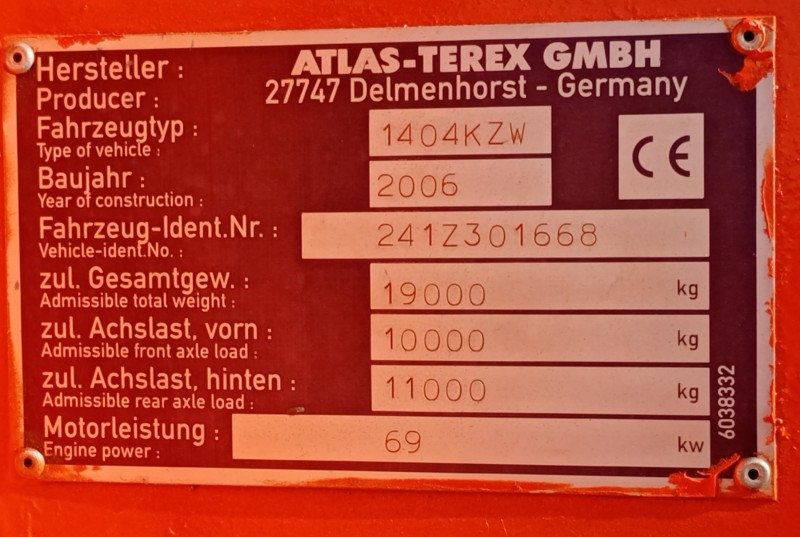 Hersteller : ATLAS-TEREX GMBH
Producer : 27747 Delmenhorst - Germany
Fahrzeugtyp : 1404KZW
Type of vehicle :
CE
Baujahr : 2006
Year of construction :
Fahrzeug-Ident.Nr. : 241Z301668
Vehicle-ident.No. :
zul. Gesamtgew. : 19000 kg
Admissible total weight :
zul. Achslast, vorn : 10000 kg
Admissible front axle load :
zul. Achslast, hinten : 11000 kg
Admissible rear axle load :
Motorleistung : 69 kw
Engine power :
6038332